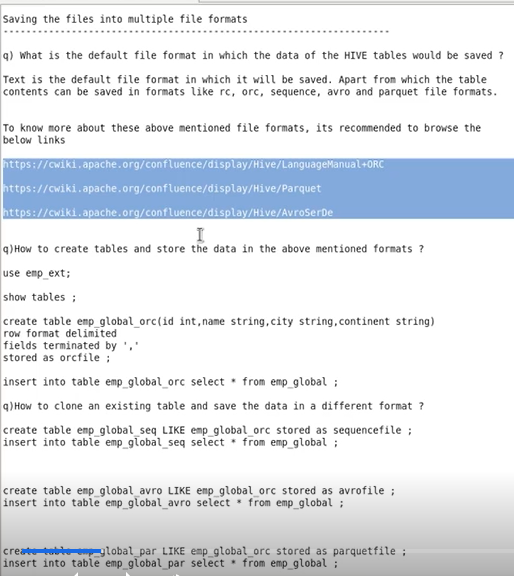 Saving the files into multiple file formats
-------------------------------------------------------------------
q) What is the default file format in which the data of the HIVE tables would be saved ?
Text is the default file format in which it will be saved. Apart from which the table
contents can be saved in formats like rc, orc, sequence, avro and parquet file formats.
To know more about these above mentioned file formats, its recommended to browse the
below links
https://cwiki.apache.org/confluence/display/Hive/LanguageManual+ORC
https://cwiki.apache.org/confluence/display/Hive/Parquet
https://cwiki.apache.org/confluence/display/Hive/AvroSerDe
q)How to create tables and store the data in the above mentioned formats ?
use emp_ext;
show tables ;
create table emp_global_orc(id int,name string,city string,continent string)
row format delimited
fields terminated by ','
stored as orcfile ;
insert into table emp_global_orc select * from emp_global ;
q)How to clone an existing table and save the data in a different format ?
create table emp_global_seq LIKE emp_global_orc stored as sequencefile ;
insert into table emp_global_seq select * from emp_global ;
create table emp_global_avro LIKE emp_global_orc stored as avrofile ;
insert into table emp_global_avro select * from emp_global ;
create table emp_global_par LIKE emp_global_orc stored as parquetfile ;
insert into table emp_global_par select * from emp_global ;